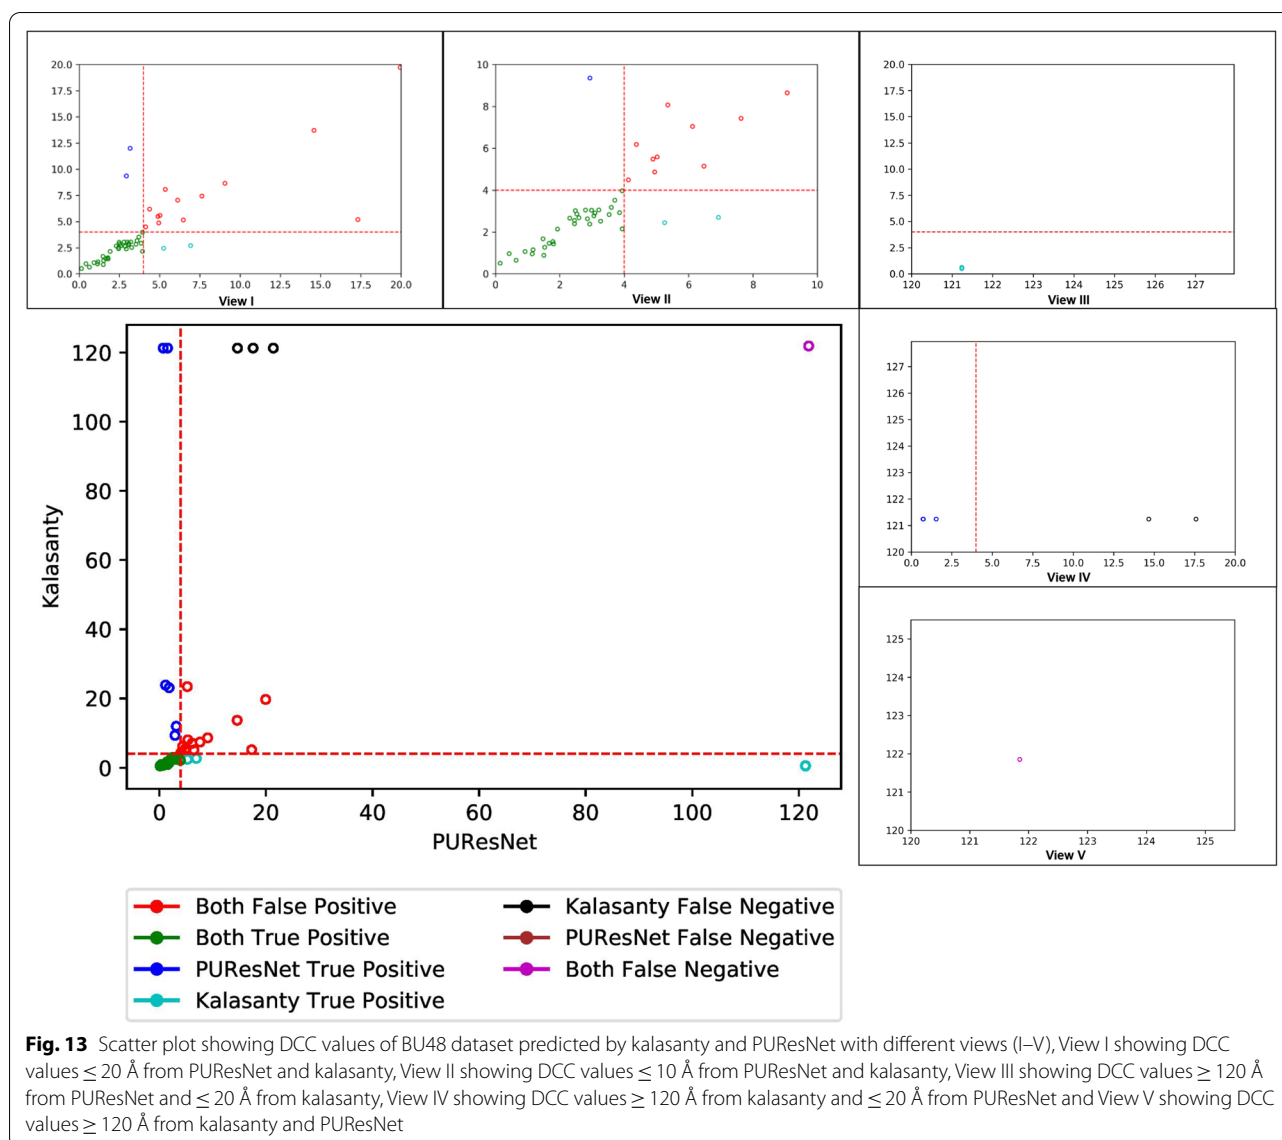 20.0
17.5
15.0
12.5
10.0
7.5
5.0
2.5
0.0
0.0 2.5 5.0 7.5 10.0 12.5 15.0 17.5 20.0
View I
10
8
6
4
2
0
0 2 4 6 8 10
View II
20.0
17.5
15.0
12.5
10.0
7.5
5.0
2.5
0.0
120 121 122 123 124 125 126 127
View III
120
100
80
60
40
20
0
Kalasanty
0 20 40 60 80 100 120
PUResNet
127
126
125
124
123
122
121
120
0.0 2.5 5.0 7.5 10.0 12.5 15.0 17.5 20.0
View IV
125
124
123
122
121
120
120 121 122 123 124 125
View V
Both False Positive
Both True Positive
PUResNet True Positive
Kalasanty True Positive
Kalasanty False Negative
PUResNet False Negative
Both False Negative
Fig. 13 Scatter plot showing DCC values of BU48 dataset predicted by kalasanty and PUResNet with different views (I–V), View I showing DCC
values ≤ 20 Å from PUResNet and kalasanty, View II showing DCC values ≤ 10 Å from PUResNet and kalasanty, View III showing DCC values ≥ 120 Å
from PUResNet and ≤ 20 Å from kalasanty, View IV showing DCC values ≥ 120 Å from kalasanty and ≤ 20 Å from PUResNet and View V showing DCC
values ≥ 120 Å from kalasanty and PUResNet